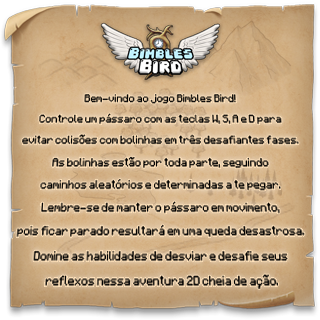 BIMBLES
BIRD
Bem-vindo ao jogo Bimbles Bird!
Controle um pássaro com as teclas W, S, A e D para
evitar colisões com bolinhas em três desafiantes fases.
As bolinhas estão por toda parte, seguindo
caminhos aleatórios e determinadas a te pegar.
Lembre-se de manter o pássaro em movimento,
pois ficar parado resultará em uma queda desastrosa.
Domine as habilidades de desviar e desafie seus
reflexos nessa aventura 2D cheia de ação.